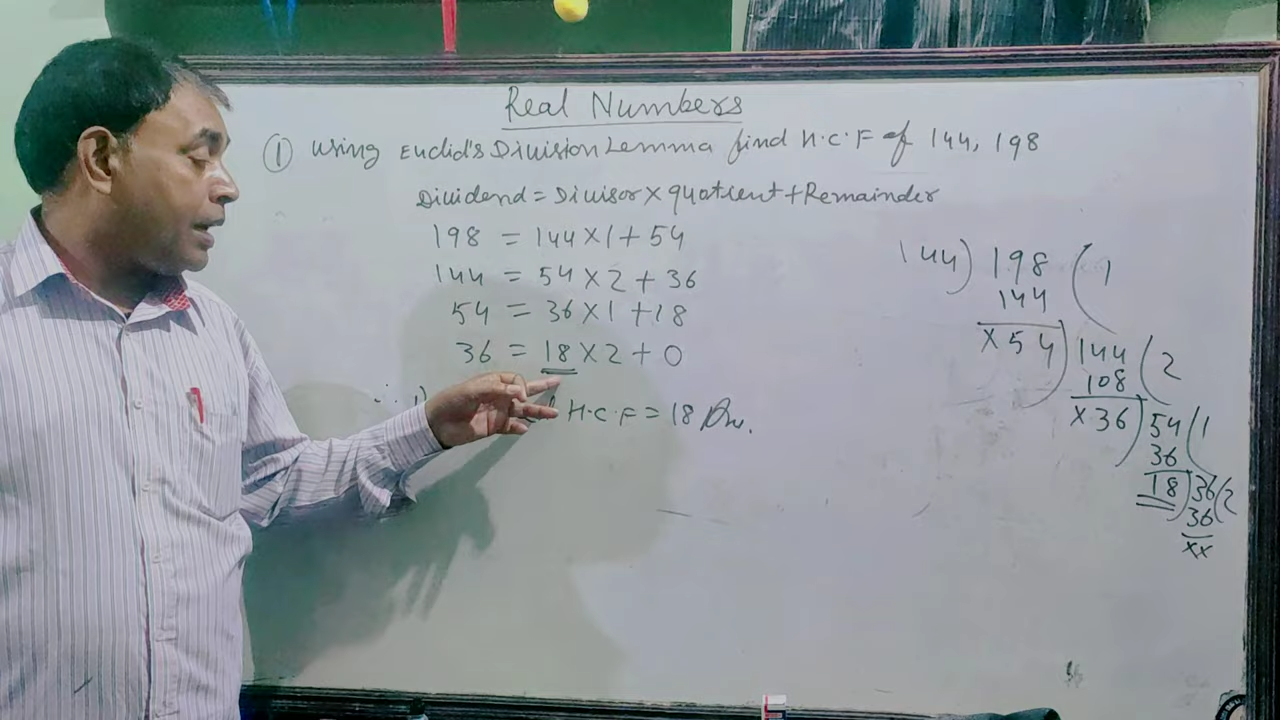 Real Numbers
① Using Euclid's Division Lemma find H.C.F of 144, 198
Dividend = Divisor × quotient + Remainder
198 = 144 × 1 + 54
144 = 54 × 2 + 36
54 = 36 × 1 + 18
36 = 18 × 2 + 0
H.C.F = 18
144) 198 (1
144
×54) 144 (2
108
×36) 54 (1
36
18) 36 (2
36
××